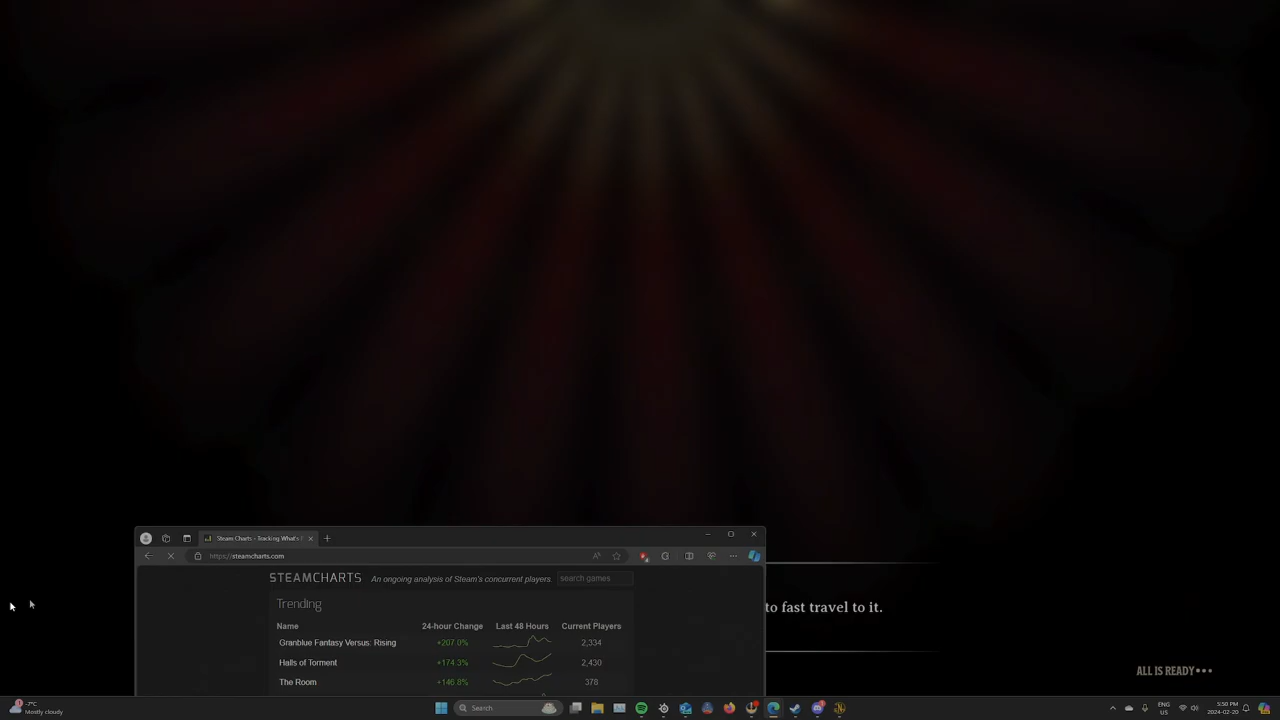 Steam Charts - Tracking What's
https://steamcharts.com
STEAMCHARTS An ongoing analysis of Steam's concurrent players. search games
Trending
Name 24-hour Change Last 48 Hours Current Players
Granblue Fantasy Versus: Rising +207.9% 2,334
Halls of Torment +174.3% 2,430
The Room +146.8% 378
to fast travel to it.
ALL IS READY•••
-7°C
Mostly cloudy
Search
ENG
US
5:50 PM
2024-02-20